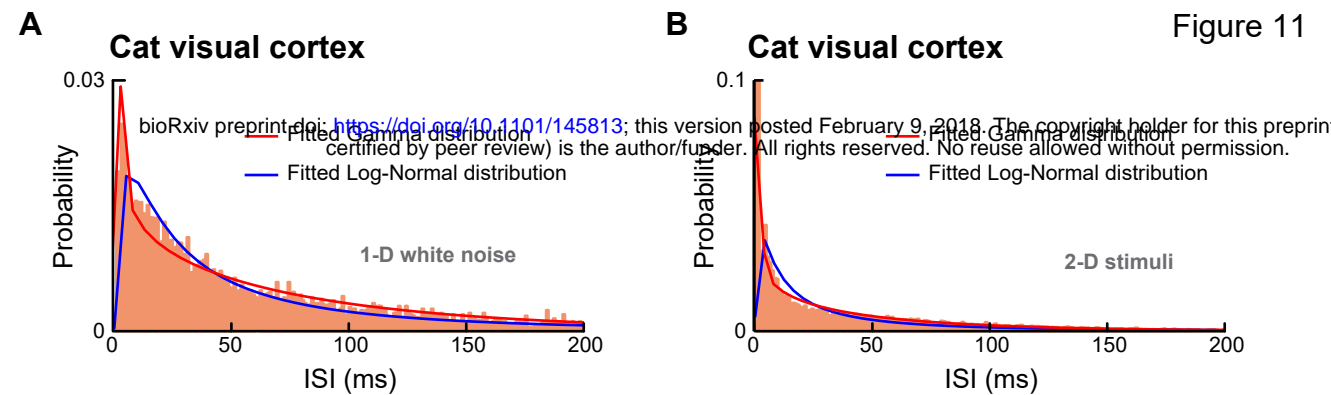 A
B
Figure 11
Cat visual cortex
Cat visual cortex
0.03
0.1
bioRxiv preprint doi: https://doi.org/10.1101/145813; this version posted February 9, 2018. The copyright holder for this preprint
certified by peer review) is the author/funder. All rights reserved. No reuse allowed without permission.
Fitted Gamma distribution
Fitted Gamma distribution
Fitted Log-Normal distribution
Fitted Log-Normal distribution
Probability
Probability
1-D white noise
2-D stimuli
0
0
0 50 100 150 200
0 50 100 150 200
ISI (ms)
ISI (ms)